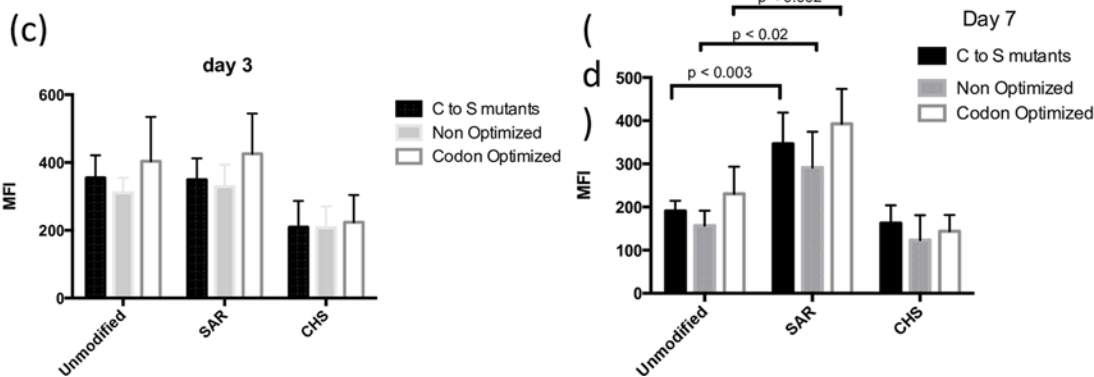 (c)
day 3
600
400
200
0
MFI
Unmodified
SAR
CHS
C to S mutants
Non Optimized
Codon Optimized
(
d
)
Day 7
p < 0.02
p < 0.003
500
400
300
200
100
0
MFI
Unmodified
SAR
CHS
C to S mutants
Non Optimized
Codon Optimized